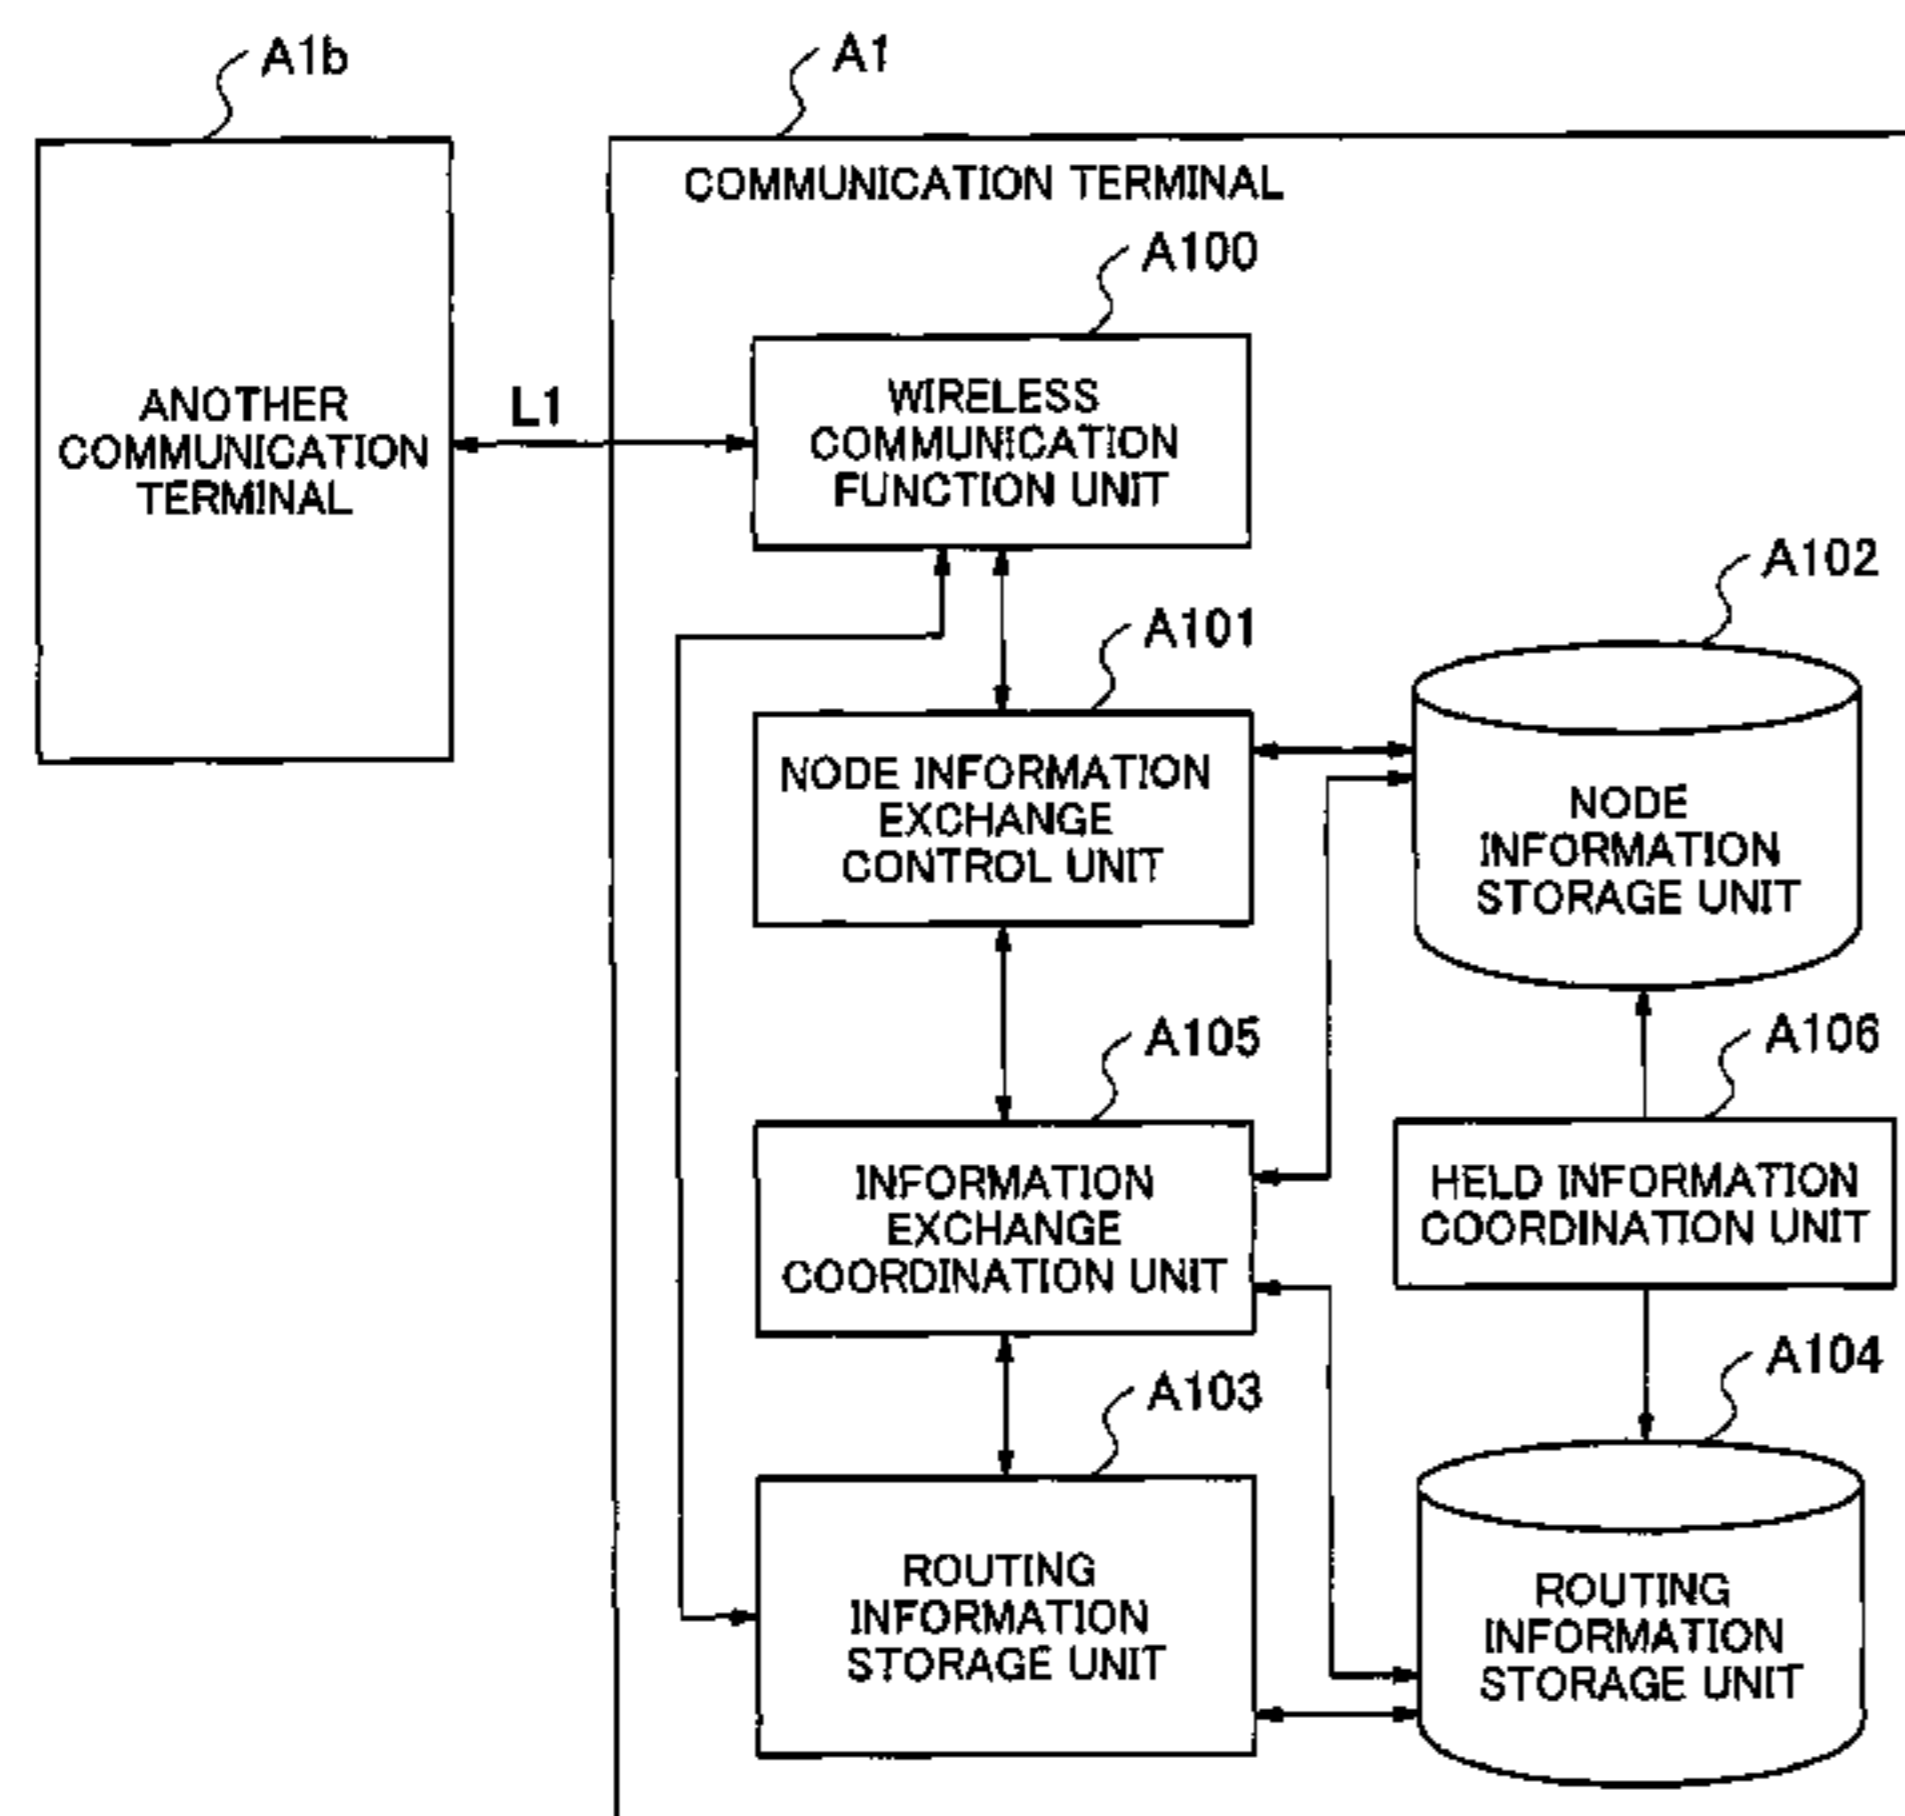 A1b
A1
COMMUNICATION TERMINAL
A100
ANOTHER
COMMUNICATION
TERMINAL
L1
WIRELESS
COMMUNICATION
FUNCTION UNIT
A102
A101
NODE INFORMATION
EXCHANGE
CONTROL UNIT
NODE
INFORMATION
STORAGE UNIT
A105
A106
INFORMATION
EXCHANGE
COORDINATION UNIT
HELD INFORMATION
COORDINATION UNIT
A103
A104
ROUTING
INFORMATION
STORAGE UNIT
ROUTING
INFORMATION
STORAGE UNIT